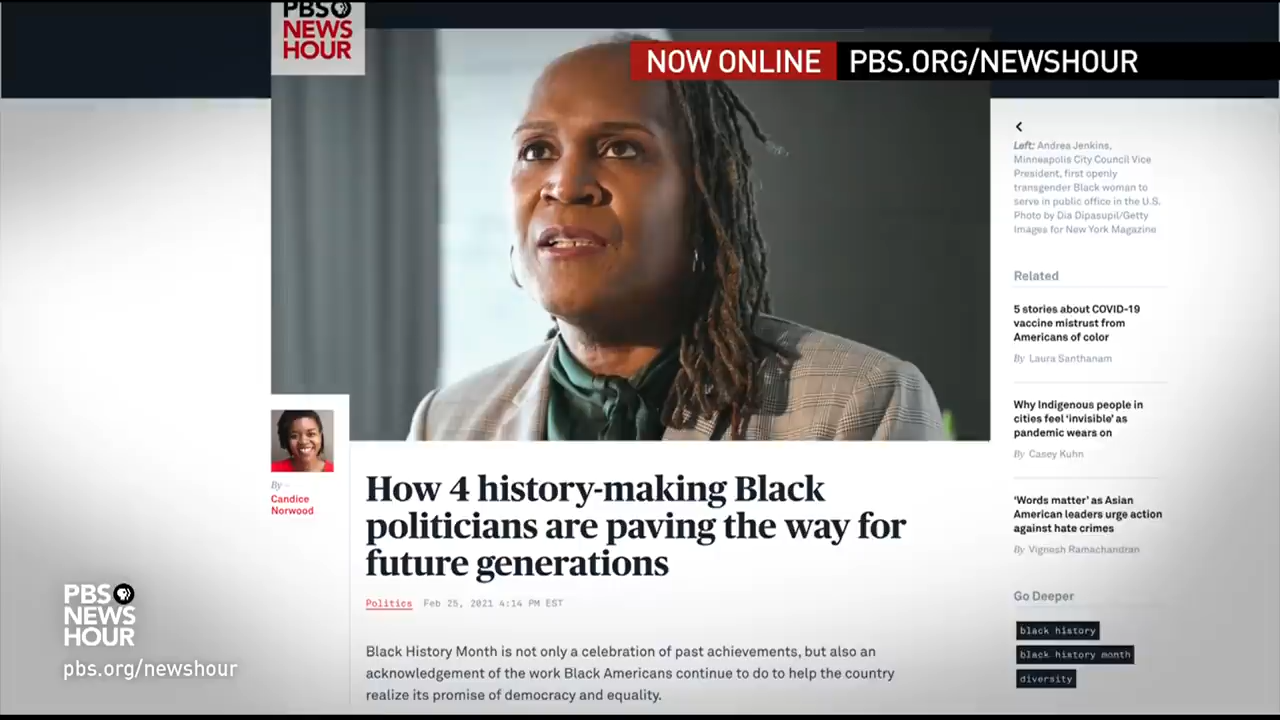 PBS
NEWS
HOUR
NOW ONLINE PBS.ORG/NEWSHOUR
Left: Andrea Jenkins,
Minneapolis City Council Vice
President, first openly
transgender Black woman to
serve in public office in the U.S.
Photo by Dia Dipasupil/Getty
Images for New York Magazine
Related
5 stories about COVID-19
vaccine mistrust from
Americans of color
By Laura Santhanam
Why Indigenous people in
cities feel 'invisible' as
pandemic wears on
By Casey Kuhn
'Words matter' as Asian
American leaders urge action
against hate crimes
By Vignesh Ramachandran
Go Deeper
black history
black history month
diversity
By –
Candice
Norwood
How 4 history-making Black
politicians are paving the way for
future generations
Politics Feb 25, 2021 4:14 PM EST
Black History Month is not only a celebration of past achievements, but also an
acknowledgement of the work Black Americans continue to do to help the country
realize its promise of democracy and equality.
PBS
NEWS
HOUR
pbs.org/newshour